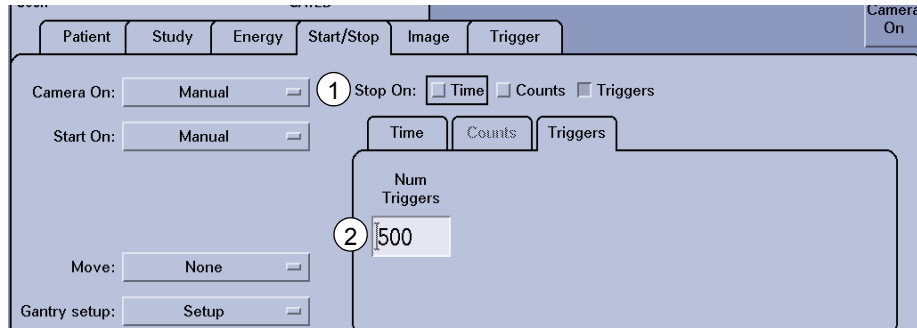 Camera
On
Patient Study Energy Start/Stop Image Trigger
Camera On: Manual
1 Stop On: Time Counts Triggers
Start On: Manual
Time Counts Triggers
Num
Triggers
2 500
Move: None
Gantry setup: Setup